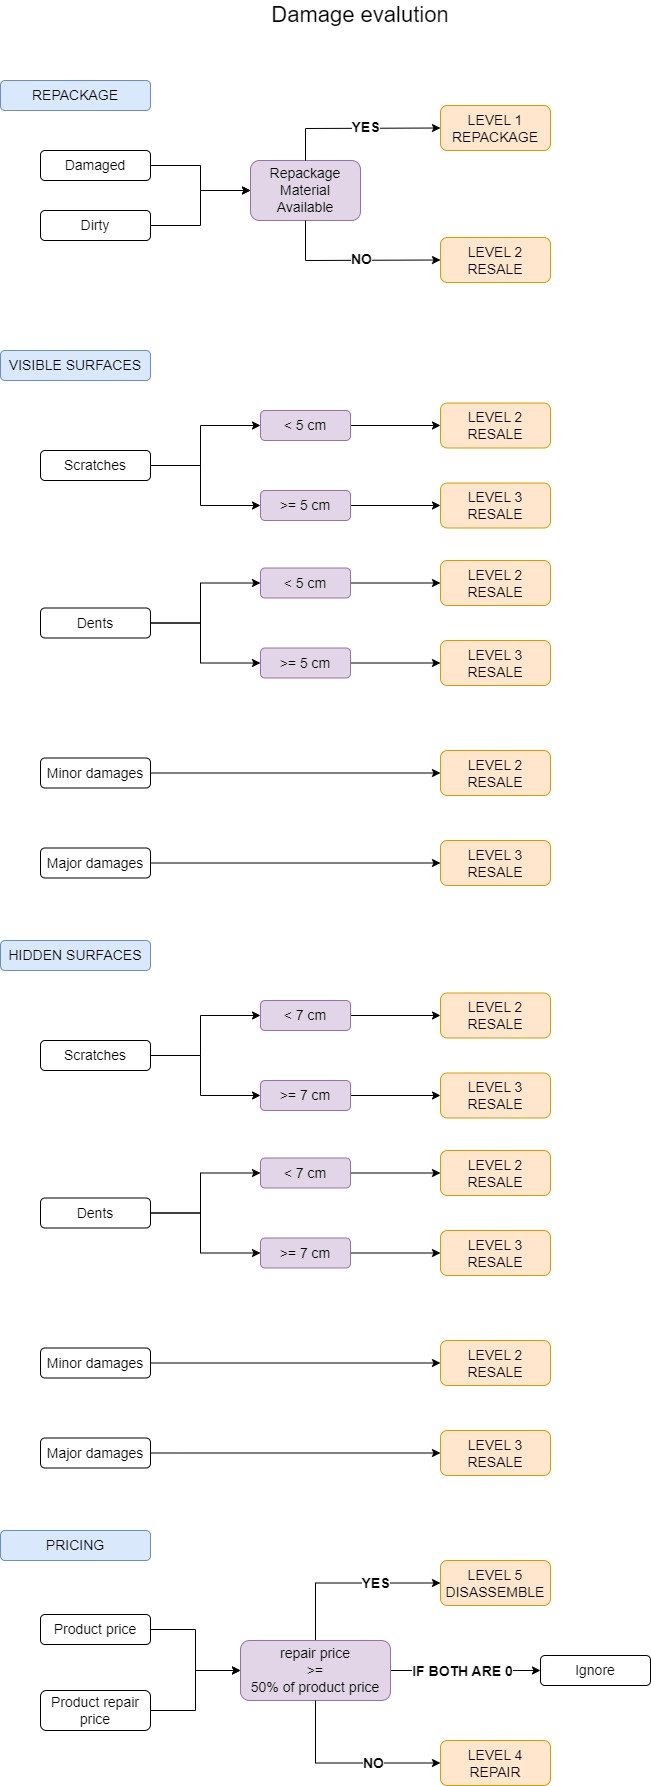 Damage evalution
REPACKAGE
Damaged
Dirty
Repackage
Material
Available
YES
LEVEL 1
REPACKAGE
NO
LEVEL 2
RESALE
VISIBLE SURFACES
Scratches
< 5 cm
LEVEL 2
RESALE
>= 5 cm
LEVEL 3
RESALE
Dents
< 5 cm
LEVEL 2
RESALE
>= 5 cm
LEVEL 3
RESALE
Minor damages
LEVEL 2
RESALE
Major damages
LEVEL 3
RESALE
HIDDEN SURFACES
Scratches
< 7 cm
LEVEL 2
RESALE
>= 7 cm
LEVEL 3
RESALE
Dents
< 7 cm
LEVEL 2
RESALE
>= 7 cm
LEVEL 3
RESALE
Minor damages
LEVEL 2
RESALE
Major damages
LEVEL 3
RESALE
PRICING
Product price
Product repair
price
repair price
>=
50% of product price
YES
LEVEL 5
DISASSEMBLE
IF BOTH ARE 0
Ignore
NO
LEVEL 4
REPAIR